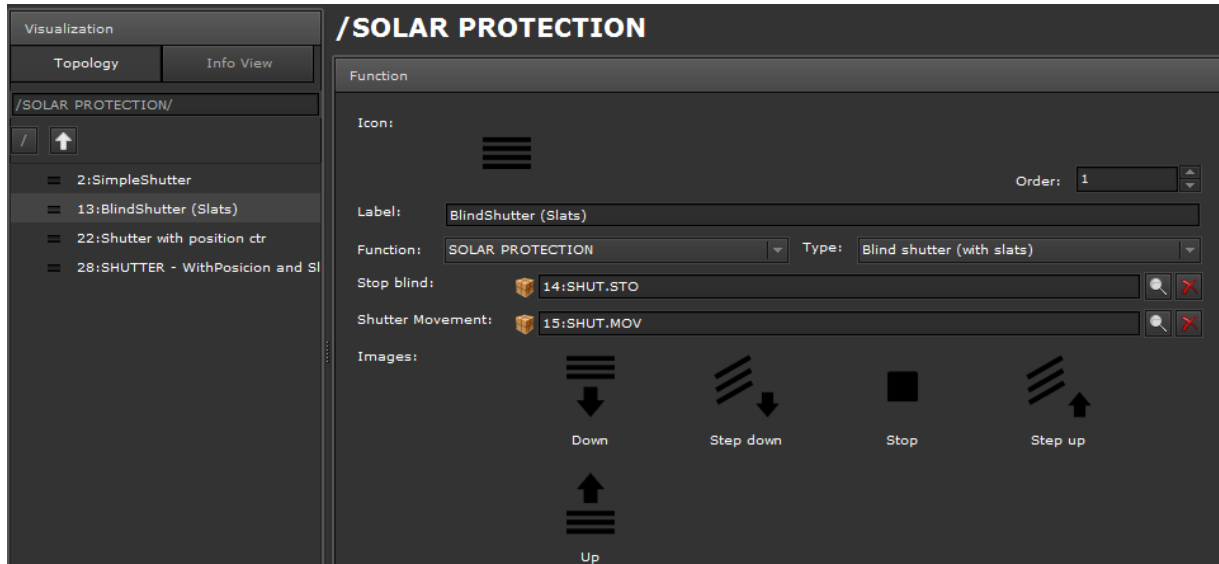 Visualization
Topology
Info View
/SOLAR PROTECTION/
/
2:SimpleShutter
13:BlindShutter (Slats)
22:Shutter with position ctr
28:SHUTTER - WithPosicion and Sl
/SOLAR PROTECTION
Function
Icon:
Order: 1
Label: BlindShutter (Slats)
Function: SOLAR PROTECTION Type: Blind shutter (with slats)
Stop blind: 14:SHUT.STO
Shutter Movement: 15:SHUT.MOV
Images:
Down Step down Stop Step up
Up